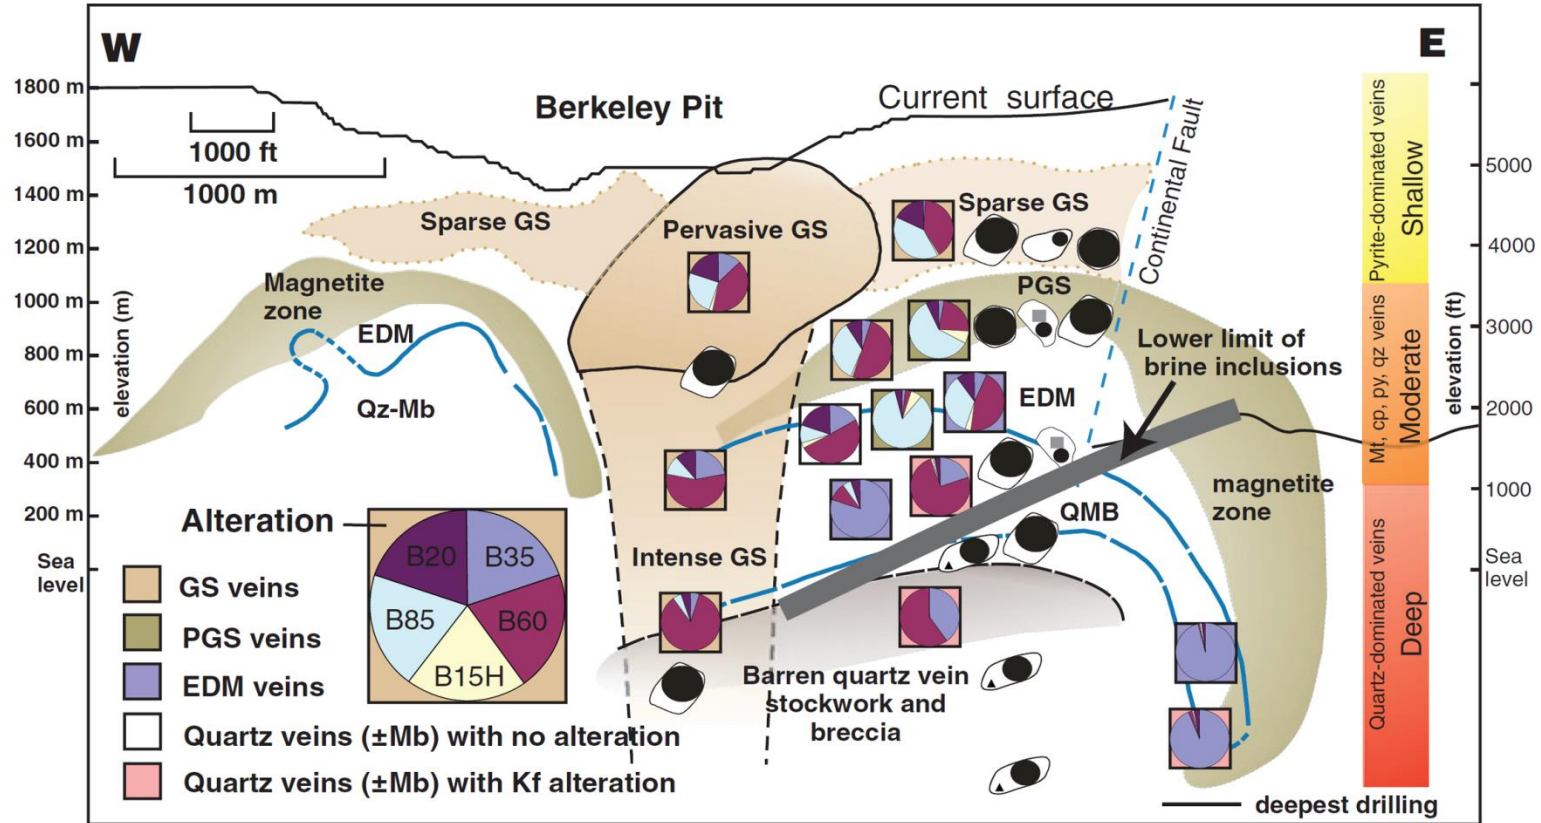 W
E
1800 m
1600 m
1400 m
1200 m
1000 m
800 m
600 m
400 m
200 m
Sea
level
elevation (m)
1000 ft
1000 m
Berkeley Pit
Current surface
Continental Fault
Sparse GS
Pervasive GS
Sparse GS
Magnetite
zone
EDM
Qz-Mb
PGS
Lower limit of
brine inclusions
EDM
magnetite
zone
QMB
Intense GS
Barren quartz vein
stockwork and
breccia
Alteration
B20
B35
B85
B60
B15H
GS veins
PGS veins
EDM veins
Quartz veins (±Mb) with no alteration
Quartz veins (±Mb) with Kf alteration
Pyrite-dominated veins
Shallow
Mt, cp, py, qz veins
Moderate
Quartz-dominated veins
Deep
5000
4000
3000
2000
1000
Sea
level
elevation (ft)
deepest drilling